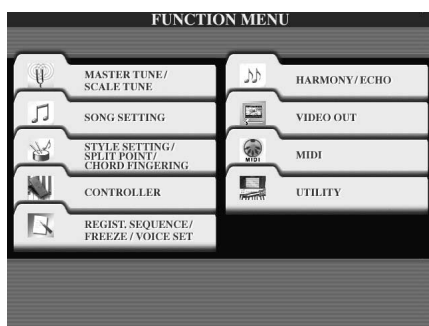 FUNCTION MENU
MASTER TUNE/
SCALE TUNE
SONG SETTING
STYLE SETTING/
SPLIT POINT/
CHORD FINGERING
CONTROLLER
REGIST. SEQUENCE/
FREEZE / VOICE SET
HARMONY/ECHO
VIDEO OUT
MIDI
MIDI
UTILITY